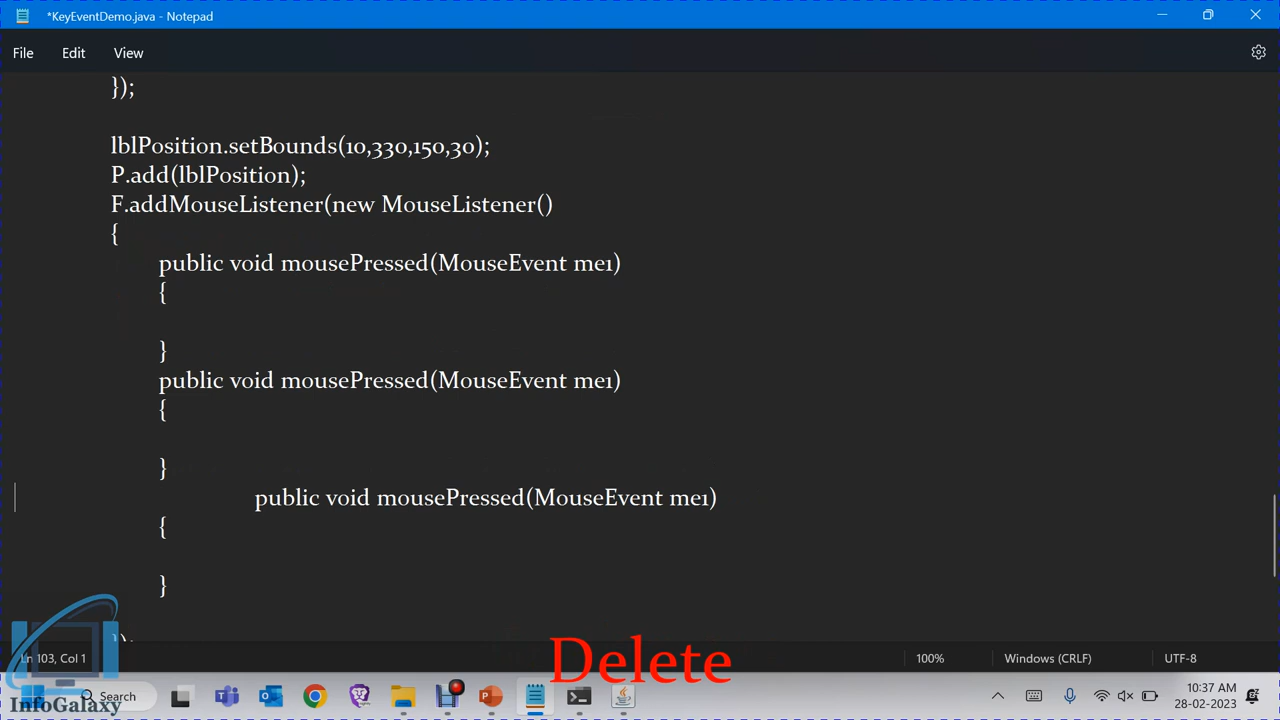 *KeyEventDemo.java - Notepad
File Edit View
});
lblPosition.setBounds(10,330,150,30);
P.add(lblPosition);
F.addMouseListener(new MouseListener()
{
public void mousePressed(MouseEvent me1)
{
}
public void mousePressed(MouseEvent me1)
{
}
public void mousePressed(MouseEvent me1)
{
}
});
Ln 103, Col 1 100% Windows (CRLF) UTF-8
Delete
Search 10:37 AM
InfoGalaxy 28-02-2023